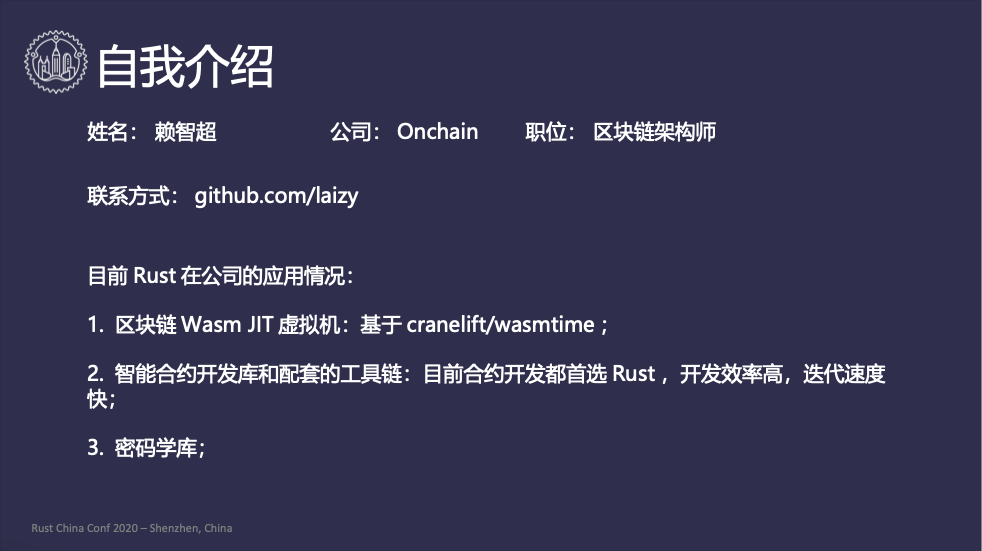 自我介绍
姓名： 赖智超 公司： Onchain 职位： 区块链架构师
联系方式： github.com/laizy
目前 Rust 在公司的应用情况：
1. 区块链 Wasm JIT 虚拟机：基于 cranelift/wasmtime；
2. 智能合约开发库和配套的工具链：目前合约开发都首选 Rust ，开发效率高，迭代速度
快；
3. 密码学库；
Rust China Conf 2020 – Shenzhen, China